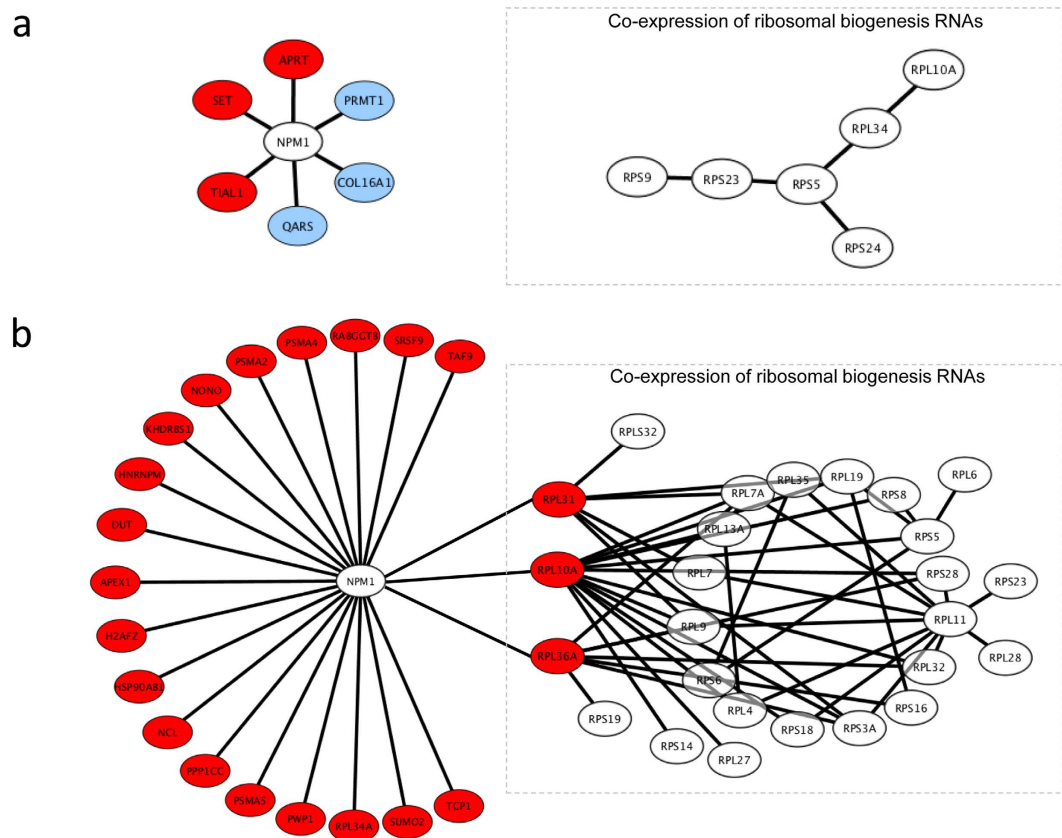 a
Co-expression of ribosomal biogenesis RNAs
APRT
SET
PRMT1
NPM1
TIAL1
COL16A1
QARS
RPL10A
RPL34
RPS9
RPS23
RPS5
RPS24
b
Co-expression of ribosomal biogenesis RNAs
RABGGTB
PSMA4
SRSF9
PSMA2
TAF9
NONO
KHDRBS1
HNRNPM
DUT
APEX1
NPM1
H2AFZ
HSP90AB1
NCL
PPP1CC
PSMA5
PWP1
RPL34A
SUMO2
TCP1
RPLS32
RPL31
RPL10A
RPL36A
RPL7A
RPL35
RPL19
RPS8
RPL6
RPL13A
RPS5
RPL7
RPS28
RPS23
RPL9
RPL11
RPL28
RPS6
RPL32
RPL4
RPS18
RPS3A
RPS16
RPS19
RPS14
RPL27